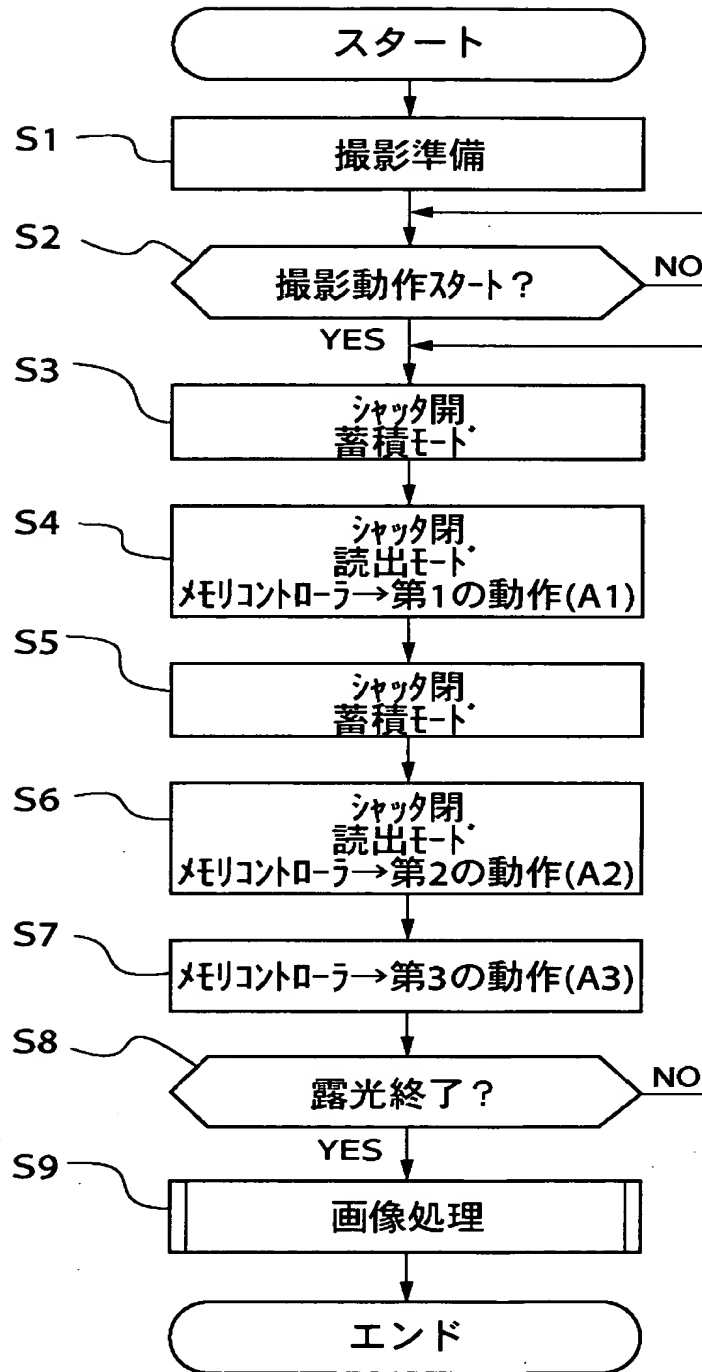 スタート
S1
撮影準備
S2
撮影動作ｽﾀｰﾄ？
NO
YES
S3
ｼｬｯﾀ開
蓄積ﾓｰﾄﾞ
S4
ｼｬｯﾀ閉
読出ﾓｰﾄﾞ
ﾒﾓﾘｺﾝﾄﾛｰﾗ→第1の動作(A1)
S5
ｼｬｯﾀ閉
蓄積ﾓｰﾄﾞ
S6
ｼｬｯﾀ閉
読出ﾓｰﾄﾞ
ﾒﾓﾘｺﾝﾄﾛｰﾗ→第2の動作(A2)
S7
ﾒﾓﾘｺﾝﾄﾛｰﾗ→第3の動作(A3)
S8
露光終了？
NO
YES
S9
画像処理
エンド